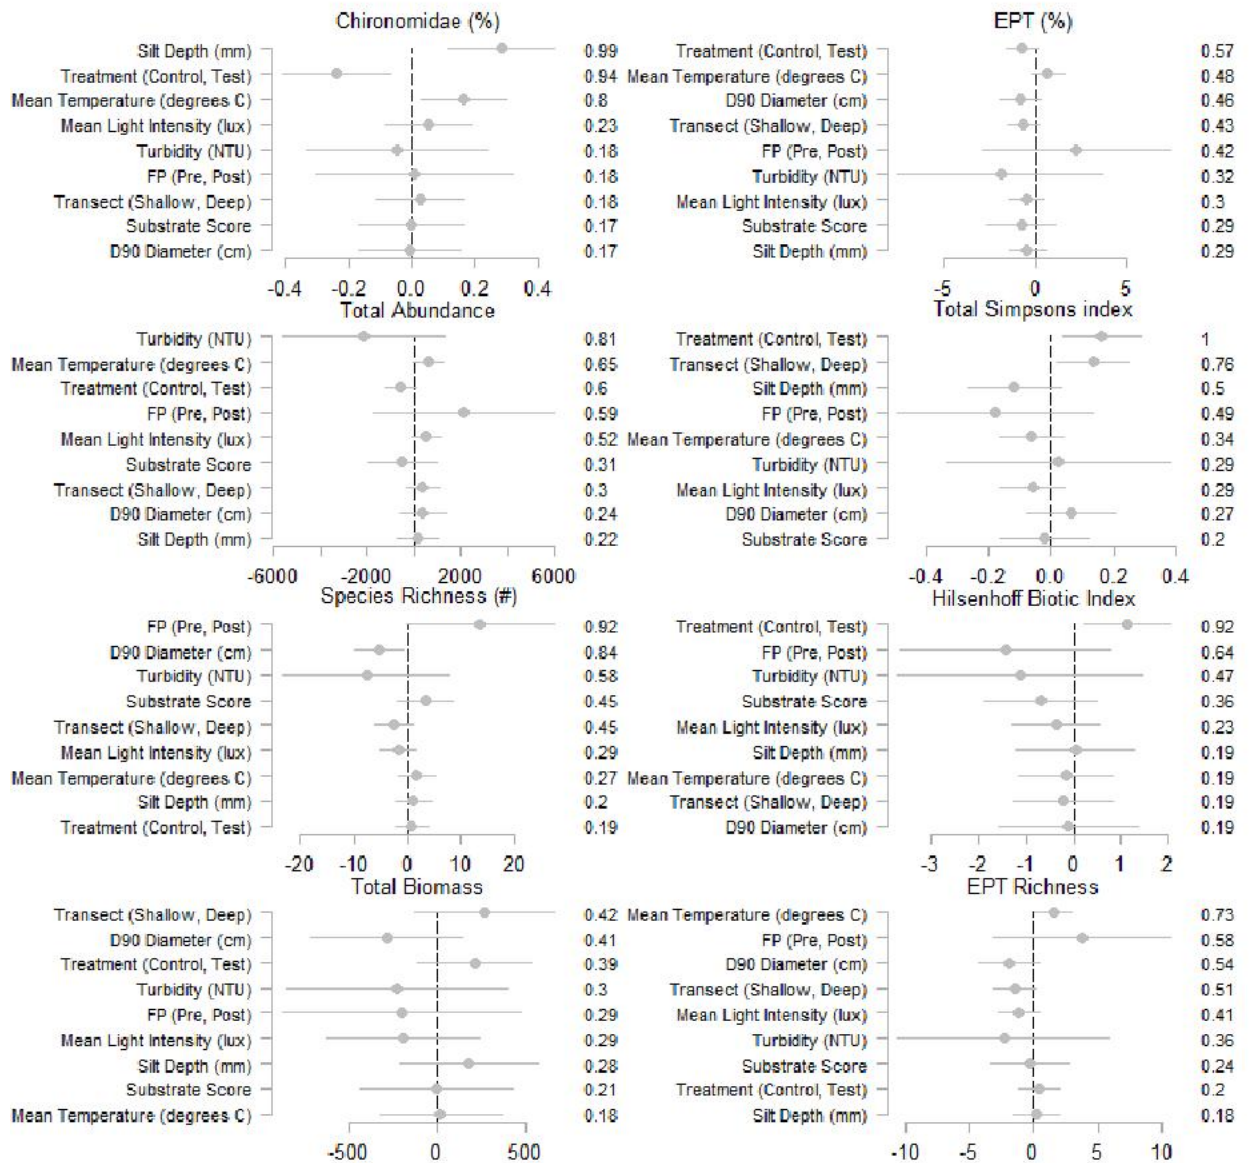 Chironomidae (%)
Silt Depth (mm) 0.99
Treatment (Control, Test) 0.94
Mean Temperature (degrees C) 0.8
Mean Light Intensity (lux) 0.23
Turbidity (NTU) 0.18
FP (Pre, Post) 0.18
Transect (Shallow, Deep) 0.18
Substrate Score 0.17
D90 Diameter (cm) 0.17
-0.4 -0.2 0.0 0.2 0.4
EPT (%)
Treatment (Control, Test) 0.57
Mean Temperature (degrees C) 0.48
D90 Diameter (cm) 0.46
Transect (Shallow, Deep) 0.43
FP (Pre, Post) 0.42
Turbidity (NTU) 0.32
Mean Light Intensity (lux) 0.3
Substrate Score 0.29
Silt Depth (mm) 0.29
-5 0 5
Total Abundance
Turbidity (NTU) 0.81
Mean Temperature (degrees C) 0.65
Treatment (Control, Test) 0.6
FP (Pre, Post) 0.59
Mean Light Intensity (lux) 0.52
Substrate Score 0.31
Transect (Shallow, Deep) 0.3
D90 Diameter (cm) 0.24
Silt Depth (mm) 0.22
-6000 -2000 2000 6000
Total Simpsons index
Treatment (Control, Test) 1
Transect (Shallow, Deep) 0.76
Silt Depth (mm) 0.5
FP (Pre, Post) 0.49
Mean Temperature (degrees C) 0.34
Turbidity (NTU) 0.29
Mean Light Intensity (lux) 0.29
D90 Diameter (cm) 0.27
Substrate Score 0.2
-0.4 -0.2 0.0 0.2 0.4
Species Richness (#)
FP (Pre, Post) 0.92
D90 Diameter (cm) 0.84
Turbidity (NTU) 0.58
Substrate Score 0.45
Transect (Shallow, Deep) 0.45
Mean Light Intensity (lux) 0.29
Mean Temperature (degrees C) 0.27
Silt Depth (mm) 0.2
Treatment (Control, Test) 0.19
-20 -10 0 10 20
Hilsenhoff Biotic Index
Treatment (Control, Test) 0.92
FP (Pre, Post) 0.64
Turbidity (NTU) 0.47
Substrate Score 0.36
Mean Light Intensity (lux) 0.23
Silt Depth (mm) 0.19
Mean Temperature (degrees C) 0.19
Transect (Shallow, Deep) 0.19
D90 Diameter (cm) 0.19
-3 -2 -1 0 1 2
Total Biomass
Transect (Shallow, Deep) 0.42
D90 Diameter (cm) 0.41
Treatment (Control, Test) 0.39
Turbidity (NTU) 0.3
FP (Pre, Post) 0.29
Mean Light Intensity (lux) 0.29
Silt Depth (mm) 0.28
Substrate Score 0.21
Mean Temperature (degrees C) 0.18
-500 0 500
EPT Richness
Mean Temperature (degrees C) 0.73
FP (Pre, Post) 0.58
D90 Diameter (cm) 0.54
Transect (Shallow, Deep) 0.51
Mean Light Intensity (lux) 0.41
Turbidity (NTU) 0.36
Substrate Score 0.24
Treatment (Control, Test) 0.2
Silt Depth (mm) 0.18
-10 -5 0 5 10